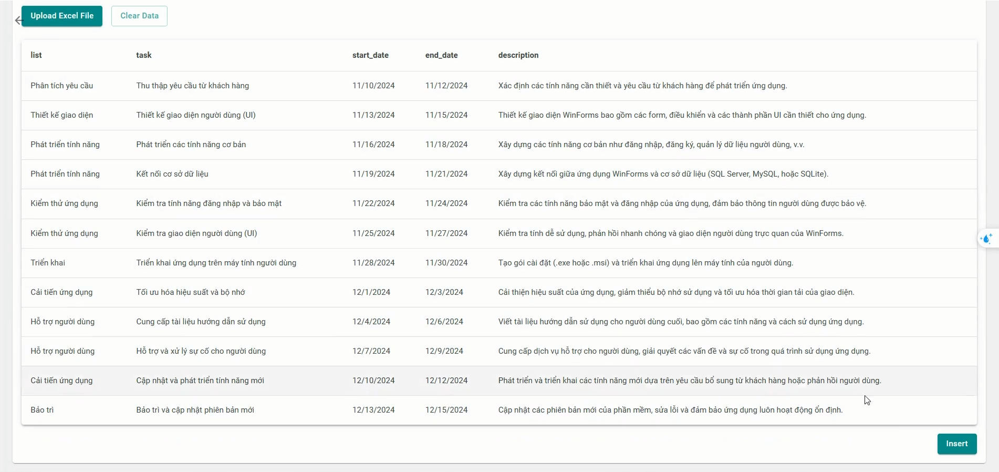 Upload Excel File Clear Data
list task start_date end_date description
Phân tích yêu cầu Thu thập yêu cầu từ khách hàng 11/10/2024 11/12/2024 Xác định các tính năng cần thiết và yêu cầu từ khách hàng để phát triển ứng dụng.
Thiết kế giao diện Thiết kế giao diện người dùng (UI) 11/13/2024 11/15/2024 Thiết kế giao diện WinForms bao gồm các form, điều khiển và các thành phần UI cần thiết cho ứng dụng.
Phát triển tính năng Phát triển các tính năng cơ bản 11/16/2024 11/18/2024 Xây dựng các tính năng cơ bản như đăng nhập, đăng ký, quản lý dữ liệu người dùng, v.v.
Phát triển tính năng Kết nối cơ sở dữ liệu 11/19/2024 11/21/2024 Xây dựng kết nối giữa ứng dụng WinForms và cơ sở dữ liệu (SQL Server, MySQL, hoặc SQLite).
Kiểm thử ứng dụng Kiểm tra tính năng đăng nhập và bảo mật 11/22/2024 11/24/2024 Kiểm tra các tính năng bảo mật và đăng nhập của ứng dụng, đảm bảo thông tin người dùng được bảo vệ.
Kiểm thử ứng dụng Kiểm tra giao diện người dùng (UI) 11/25/2024 11/27/2024 Kiểm tra tính dễ sử dụng, phản hồi nhanh chóng và giao diện người dùng trực quan của WinForms.
Triển khai Triển khai ứng dụng trên máy tính người dùng 11/28/2024 11/30/2024 Tạo gói cài đặt (.exe hoặc .msi) và triển khai ứng dụng lên máy tính của người dùng.
Cải tiến ứng dụng Tối ưu hóa hiệu suất và bộ nhớ 12/1/2024 12/3/2024 Cải thiện hiệu suất của ứng dụng, giảm thiểu bộ nhớ sử dụng và tối ưu hóa thời gian tải của giao diện.
Hỗ trợ người dùng Cung cấp tài liệu hướng dẫn sử dụng 12/4/2024 12/6/2024 Viết tài liệu hướng dẫn sử dụng cho người dùng cuối, bao gồm các tính năng và cách sử dụng ứng dụng.
Hỗ trợ người dùng Hỗ trợ và xử lý sự cố cho người dùng 12/7/2024 12/9/2024 Cung cấp dịch vụ hỗ trợ cho người dùng, giải quyết các vấn đề và sự cố trong quá trình sử dụng ứng dụng.
Cải tiến ứng dụng Cập nhật và phát triển tính năng mới 12/10/2024 12/12/2024 Phát triển và triển khai các tính năng mới dựa trên yêu cầu bổ sung từ khách hàng hoặc phản hồi người dùng.
Bảo trì Bảo trì và cập nhật phiên bản mới 12/13/2024 12/15/2024 Cập nhật các phiên bản mới của phần mềm, sửa lỗi và đảm bảo ứng dụng luôn hoạt động ổn định.
Insert